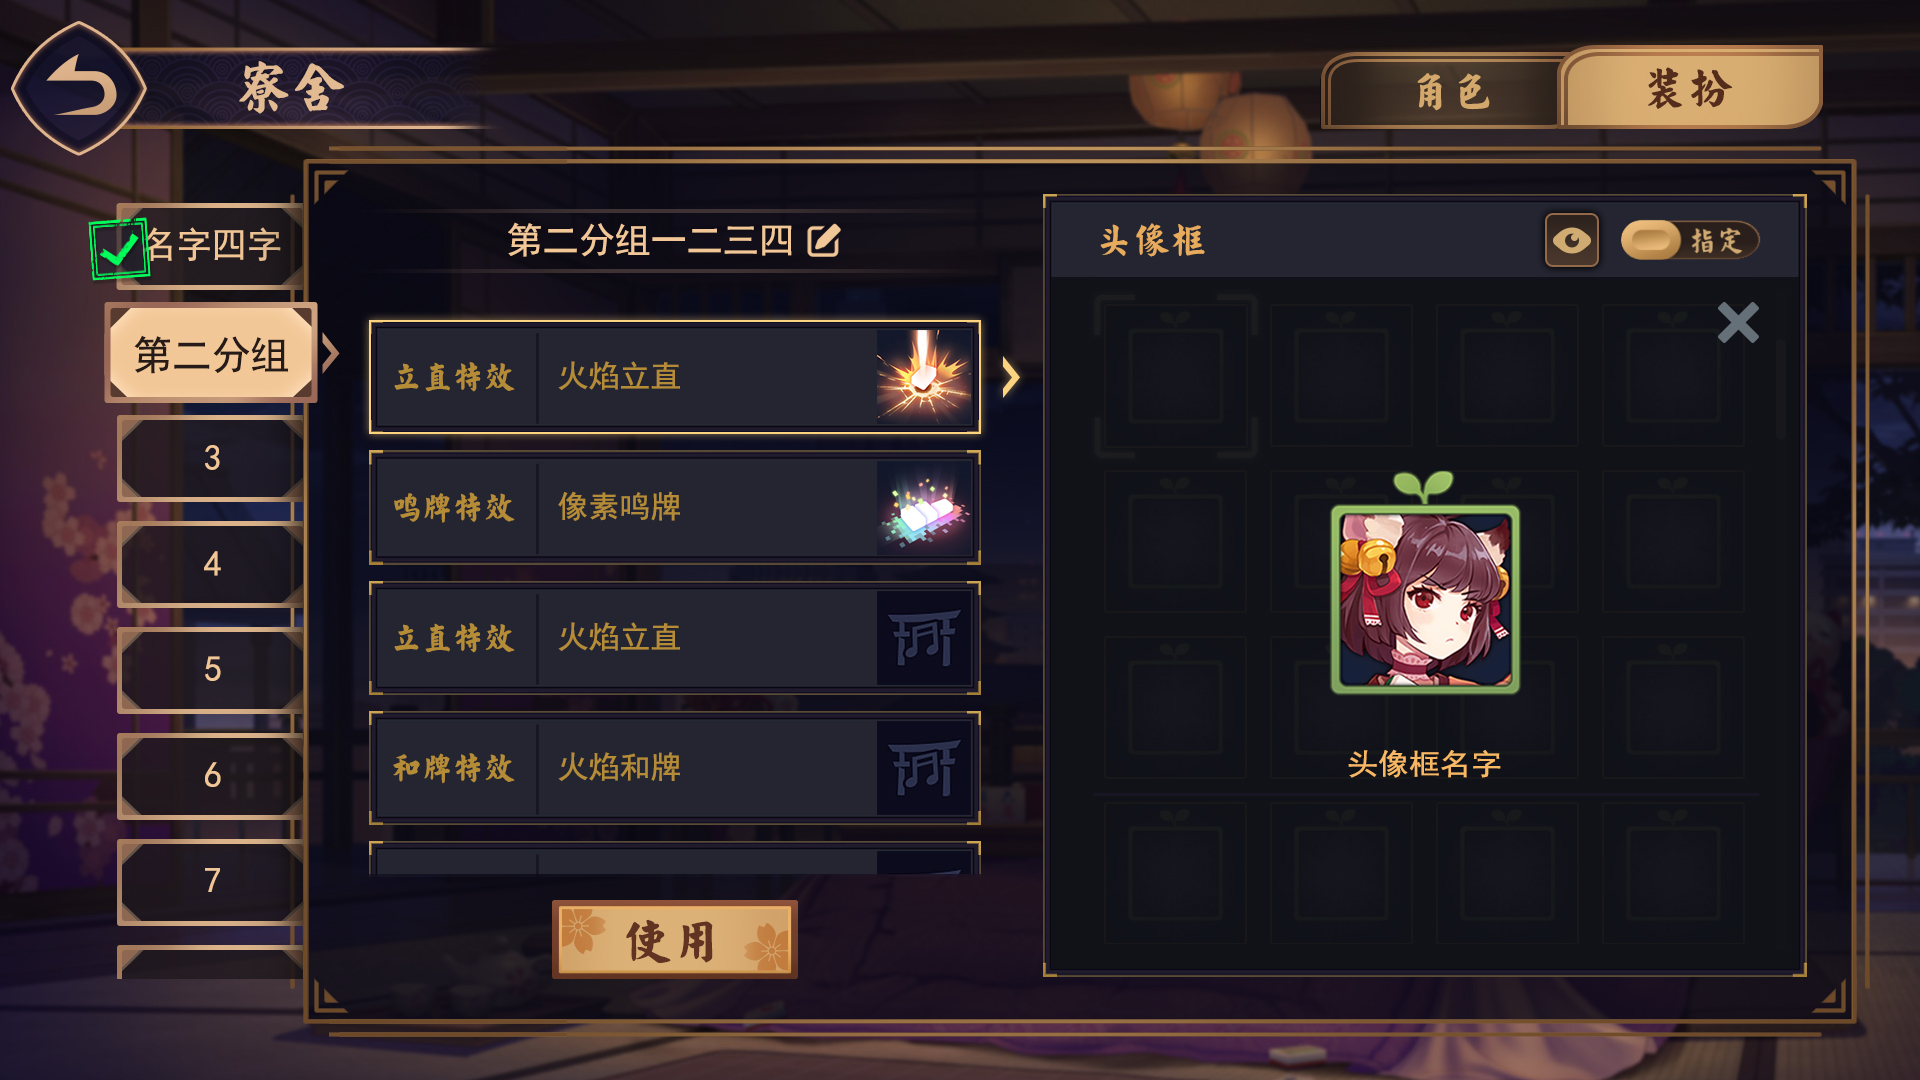 寮舍
角色
装扮
名字四字
第二分组
3
4
5
6
7
第二分组一二三四
立直特效 火焰立直
鸣牌特效 像素鸣牌
立直特效 火焰立直
和牌特效 火焰和牌
使用
头像框
指定
头像框名字